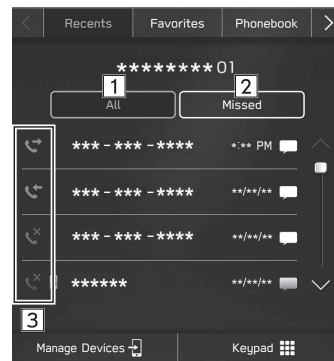 Recents Favorites Phonebook
********01
1 2
All Missed
*** - *** - **** *:** PM
*** - *** - **** **/**/**
*** - *** - **** **/**/**
****** **/**/**
3
Manage Devices Keypad